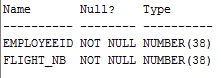 Name       Null?    Type
---------- -------- ----------
EMPLOYEEID NOT NULL NUMBER(38)
FLIGHT_NB  NOT NULL NUMBER(38)